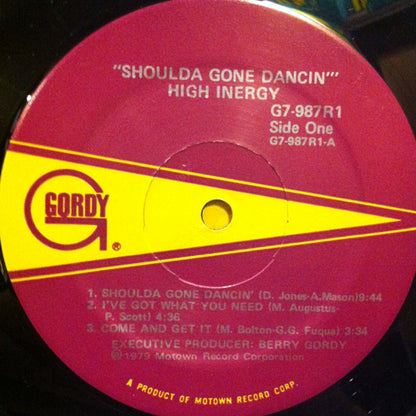 "SHOULDA GONE DANCIN'"
HIGH INERGY
G7-987R1
Side One
G7-987R1-A
GORDY
®
1. SHOULDA GONE DANCIN' (D. Jones-A.Mason)9:44
2. I'VE GOT WHAT YOU NEED (M. Augustus-
P. Scott) 4:36
3. COME AND GET IT (M. Bolton-G.G. Fuqua) 3:34
EXECUTIVE PRODUCER: BERRY GORDY
℗1979 Motown Record Corporation
A PRODUCT OF MOTOWN RECORD CORP.